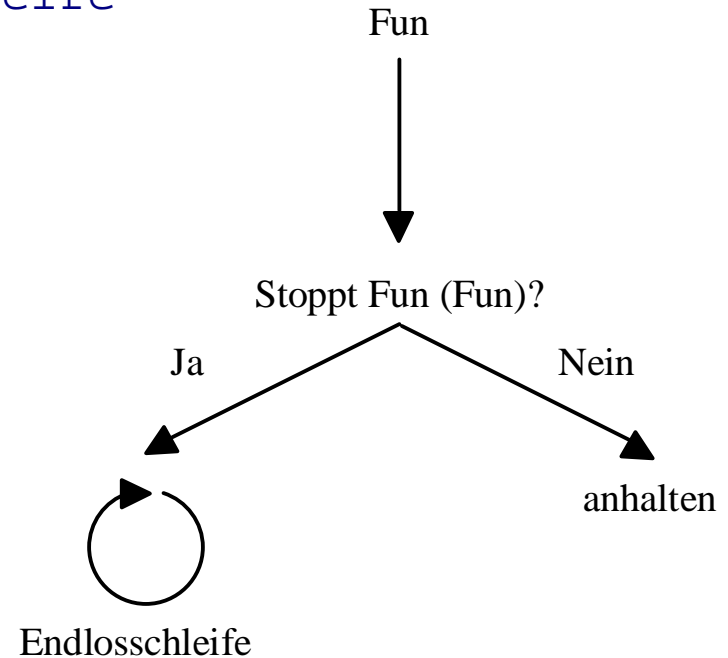 Fun
Stoppt Fun (Fun)?
Ja
Nein
anhalten
Endlosschleife